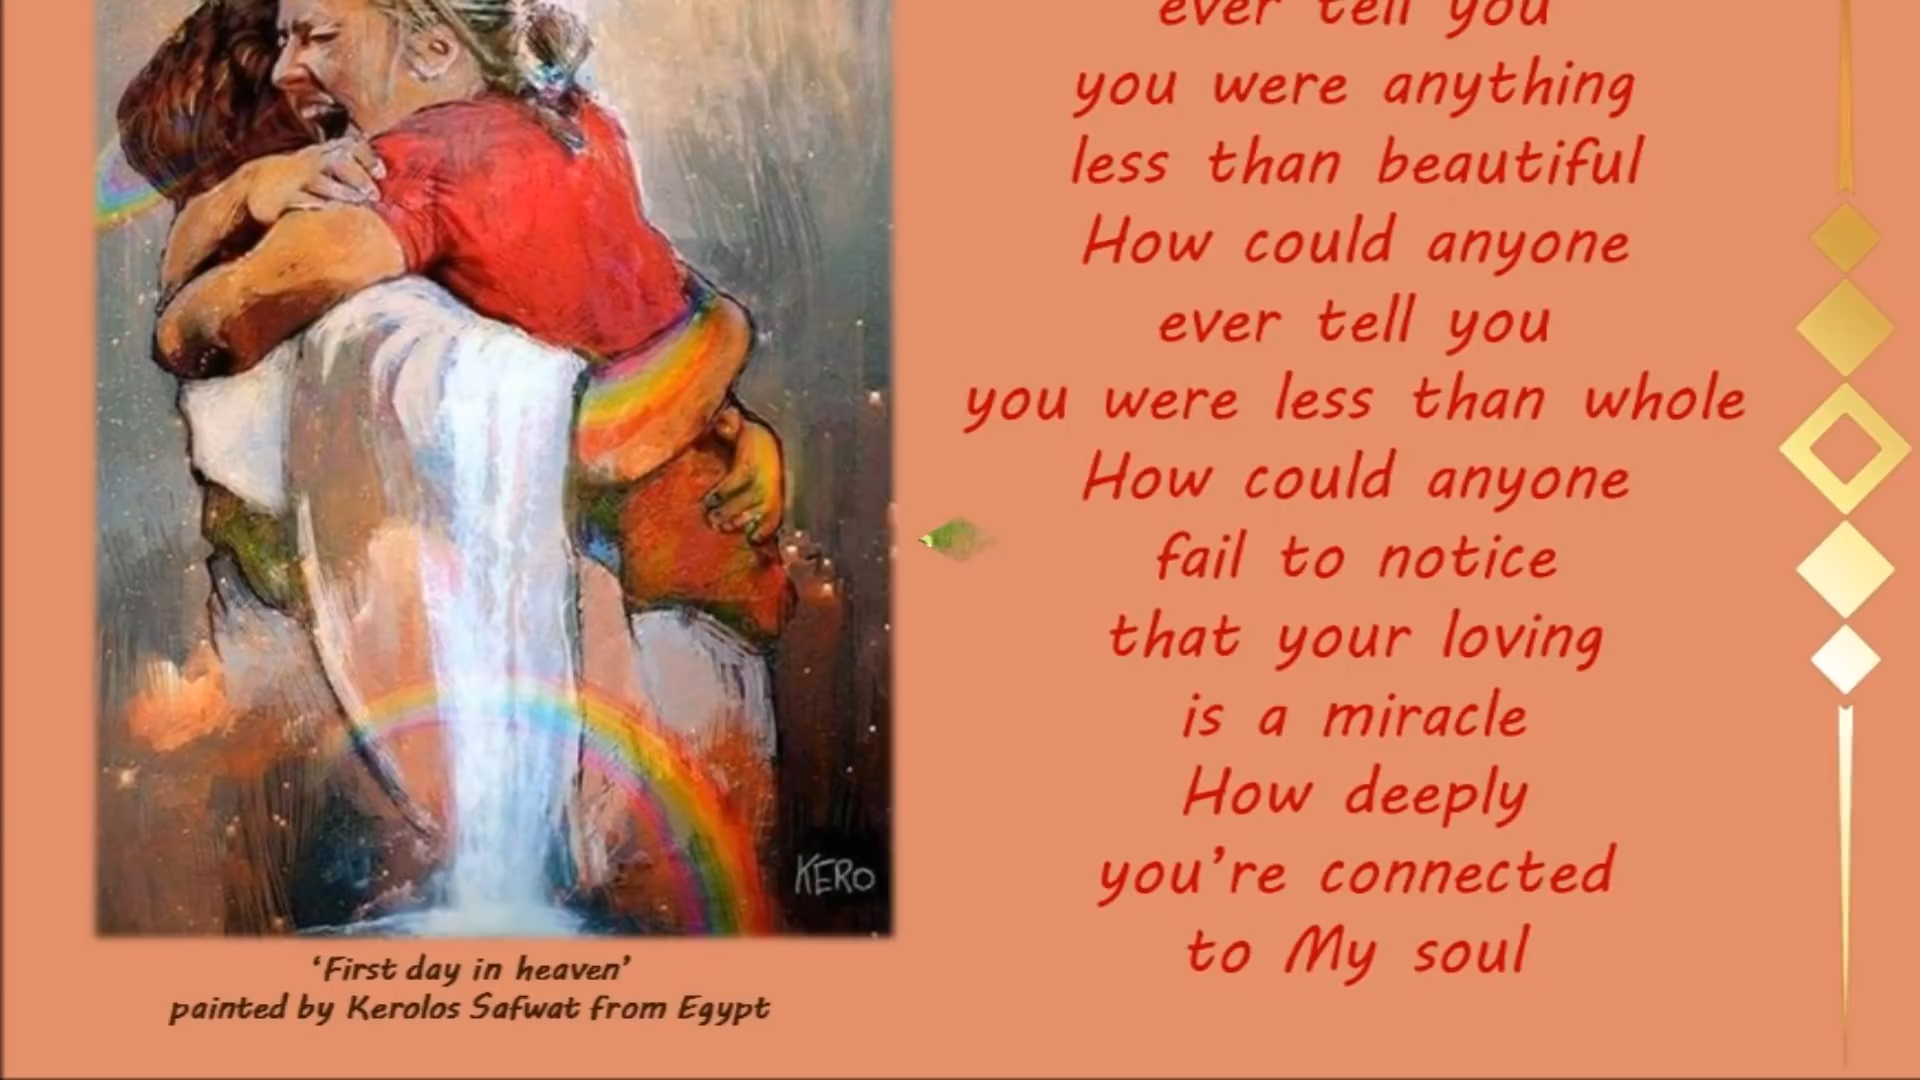 KERO
‘First day in heaven’
painted by Kerolos Safwat from Egypt
ever tell you
you were anything
less than beautiful
How could anyone
ever tell you
you were less than whole
How could anyone
fail to notice
that your loving
is a miracle
How deeply
you’re connected
to My soul